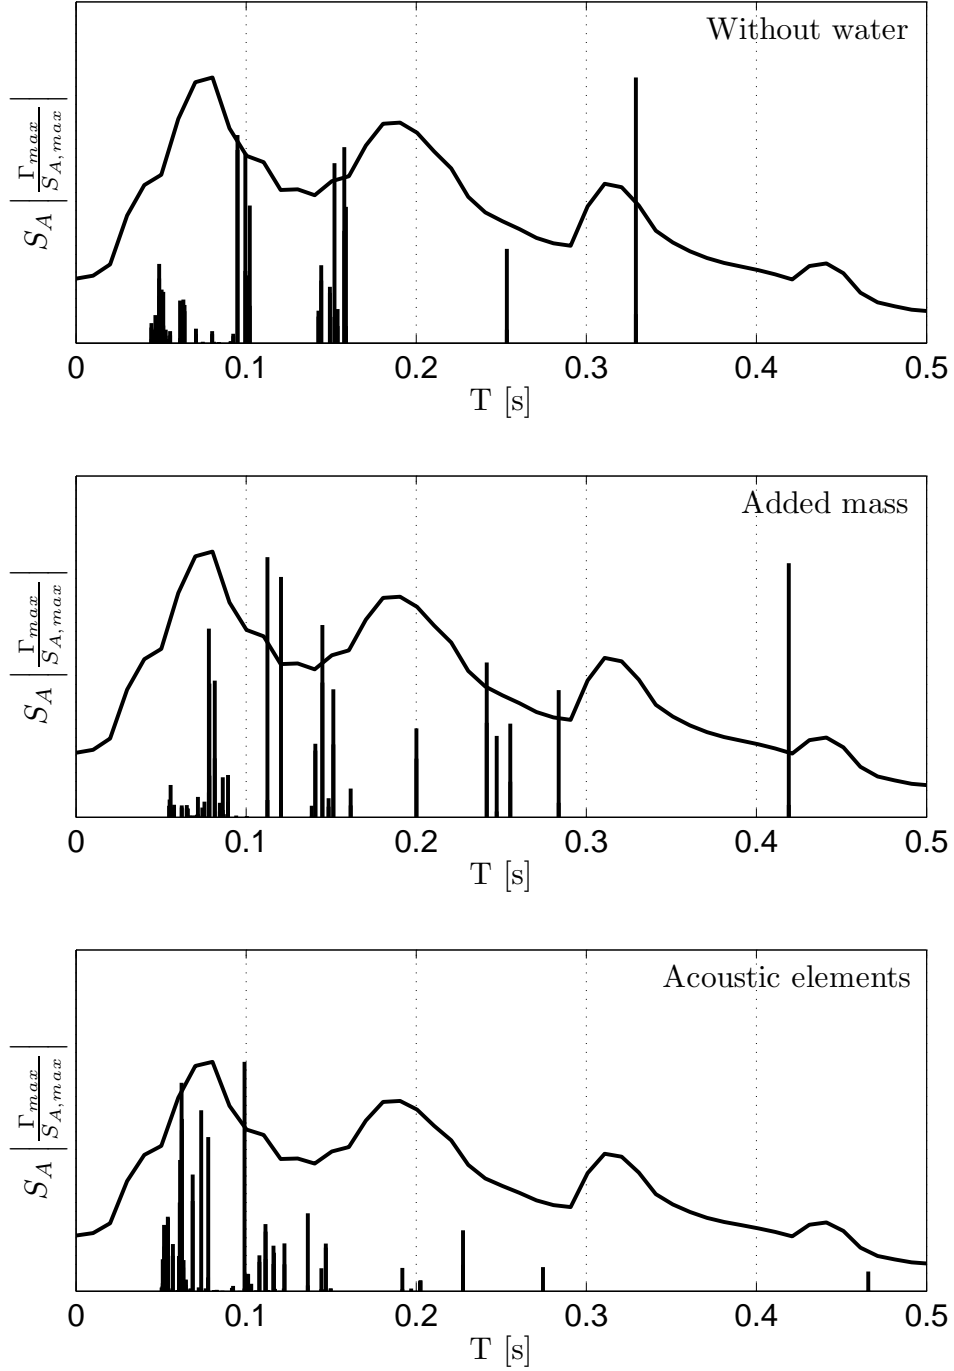 Without water
S_A | Γ_max / S_A,max |
0 0.1 0.2 0.3 0.4 0.5
T [s]
Added mass
S_A | Γ_max / S_A,max |
0 0.1 0.2 0.3 0.4 0.5
T [s]
Acoustic elements
S_A | Γ_max / S_A,max |
0 0.1 0.2 0.3 0.4 0.5
T [s]